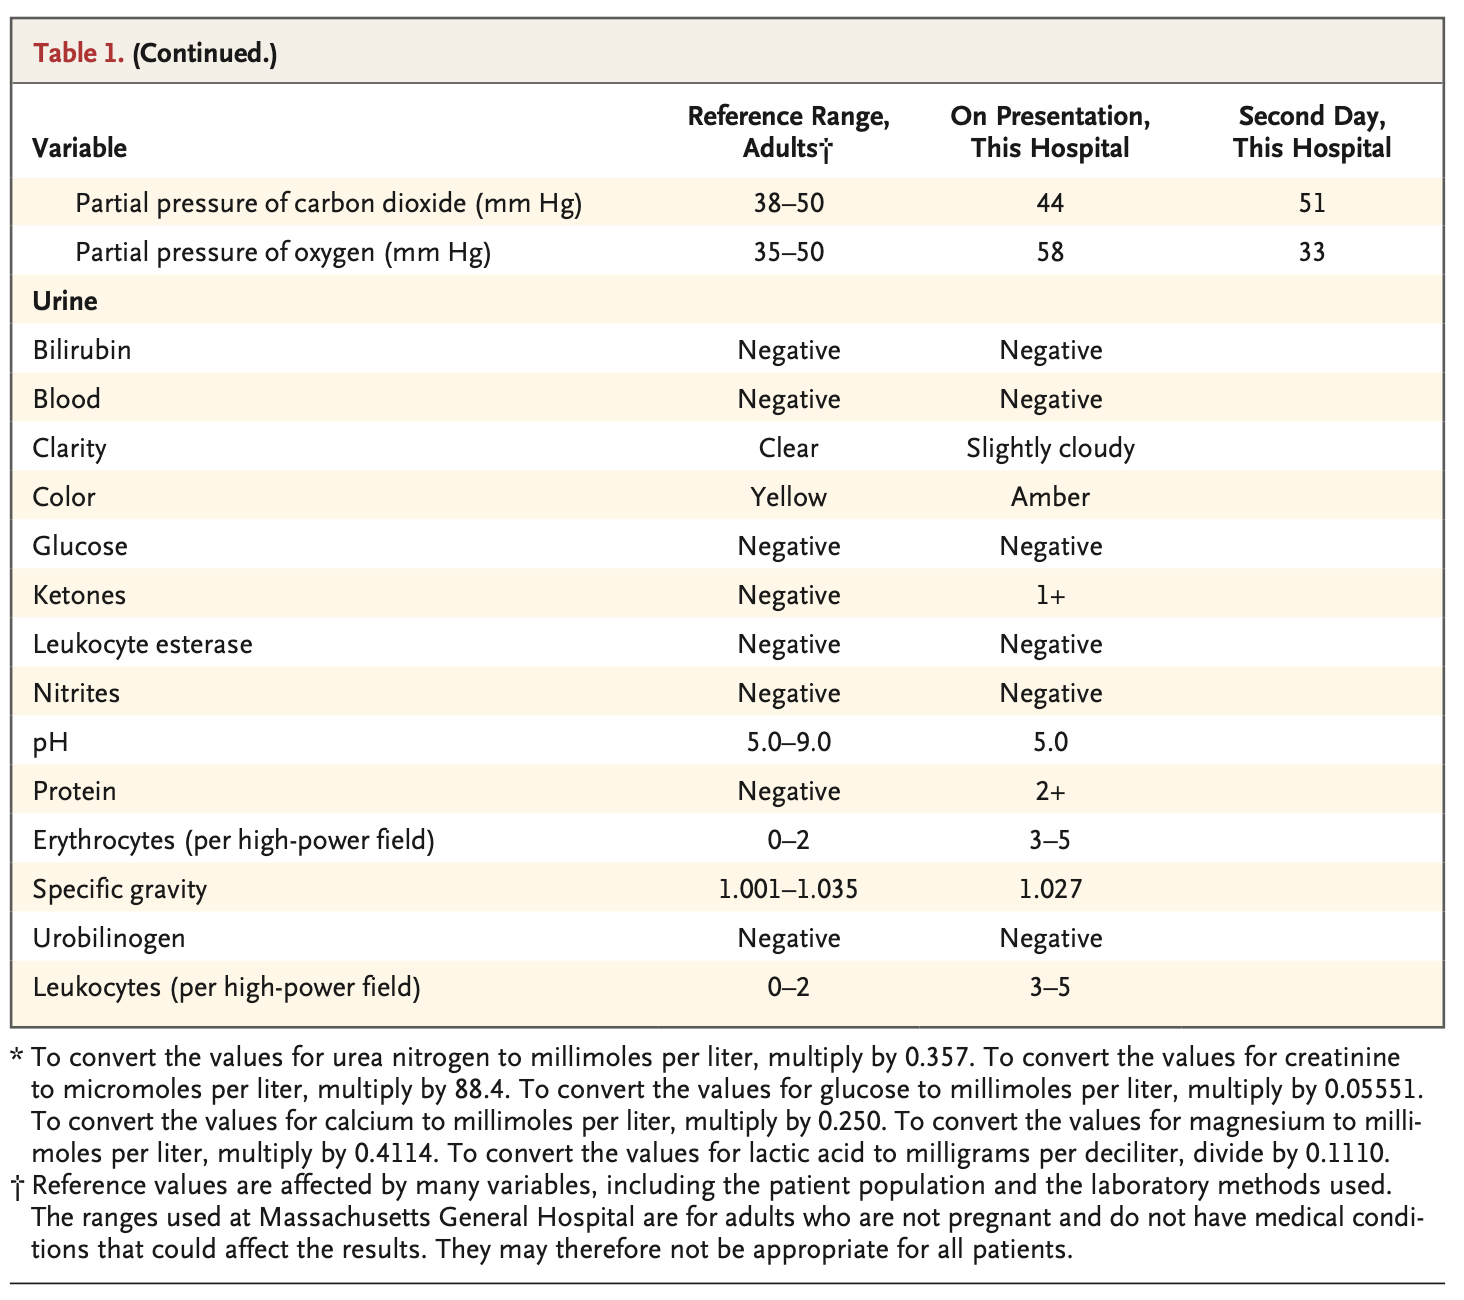 Table 1. (Continued.)
Variable Reference Range, Adults† On Presentation, This Hospital Second Day, This Hospital
Partial pressure of carbon dioxide (mm Hg) 38–50 44 51
Partial pressure of oxygen (mm Hg) 35–50 58 33
Urine
Bilirubin Negative Negative
Blood Negative Negative
Clarity Clear Slightly cloudy
Color Yellow Amber
Glucose Negative Negative
Ketones Negative 1+
Leukocyte esterase Negative Negative
Nitrites Negative Negative
pH 5.0–9.0 5.0
Protein Negative 2+
Erythrocytes (per high-power field) 0–2 3–5
Specific gravity 1.001–1.035 1.027
Urobilinogen Negative Negative
Leukocytes (per high-power field) 0–2 3–5
* To convert the values for urea nitrogen to millimoles per liter, multiply by 0.357. To convert the values for creatinine
to micromoles per liter, multiply by 88.4. To convert the values for glucose to millimoles per liter, multiply by 0.05551.
To convert the values for calcium to millimoles per liter, multiply by 0.250. To convert the values for magnesium to milli-
moles per liter, multiply by 0.4114. To convert the values for lactic acid to milligrams per deciliter, divide by 0.1110.
† Reference values are affected by many variables, including the patient population and the laboratory methods used.
The ranges used at Massachusetts General Hospital are for adults who are not pregnant and do not have medical condi-
tions that could affect the results. They may therefore not be appropriate for all patients.